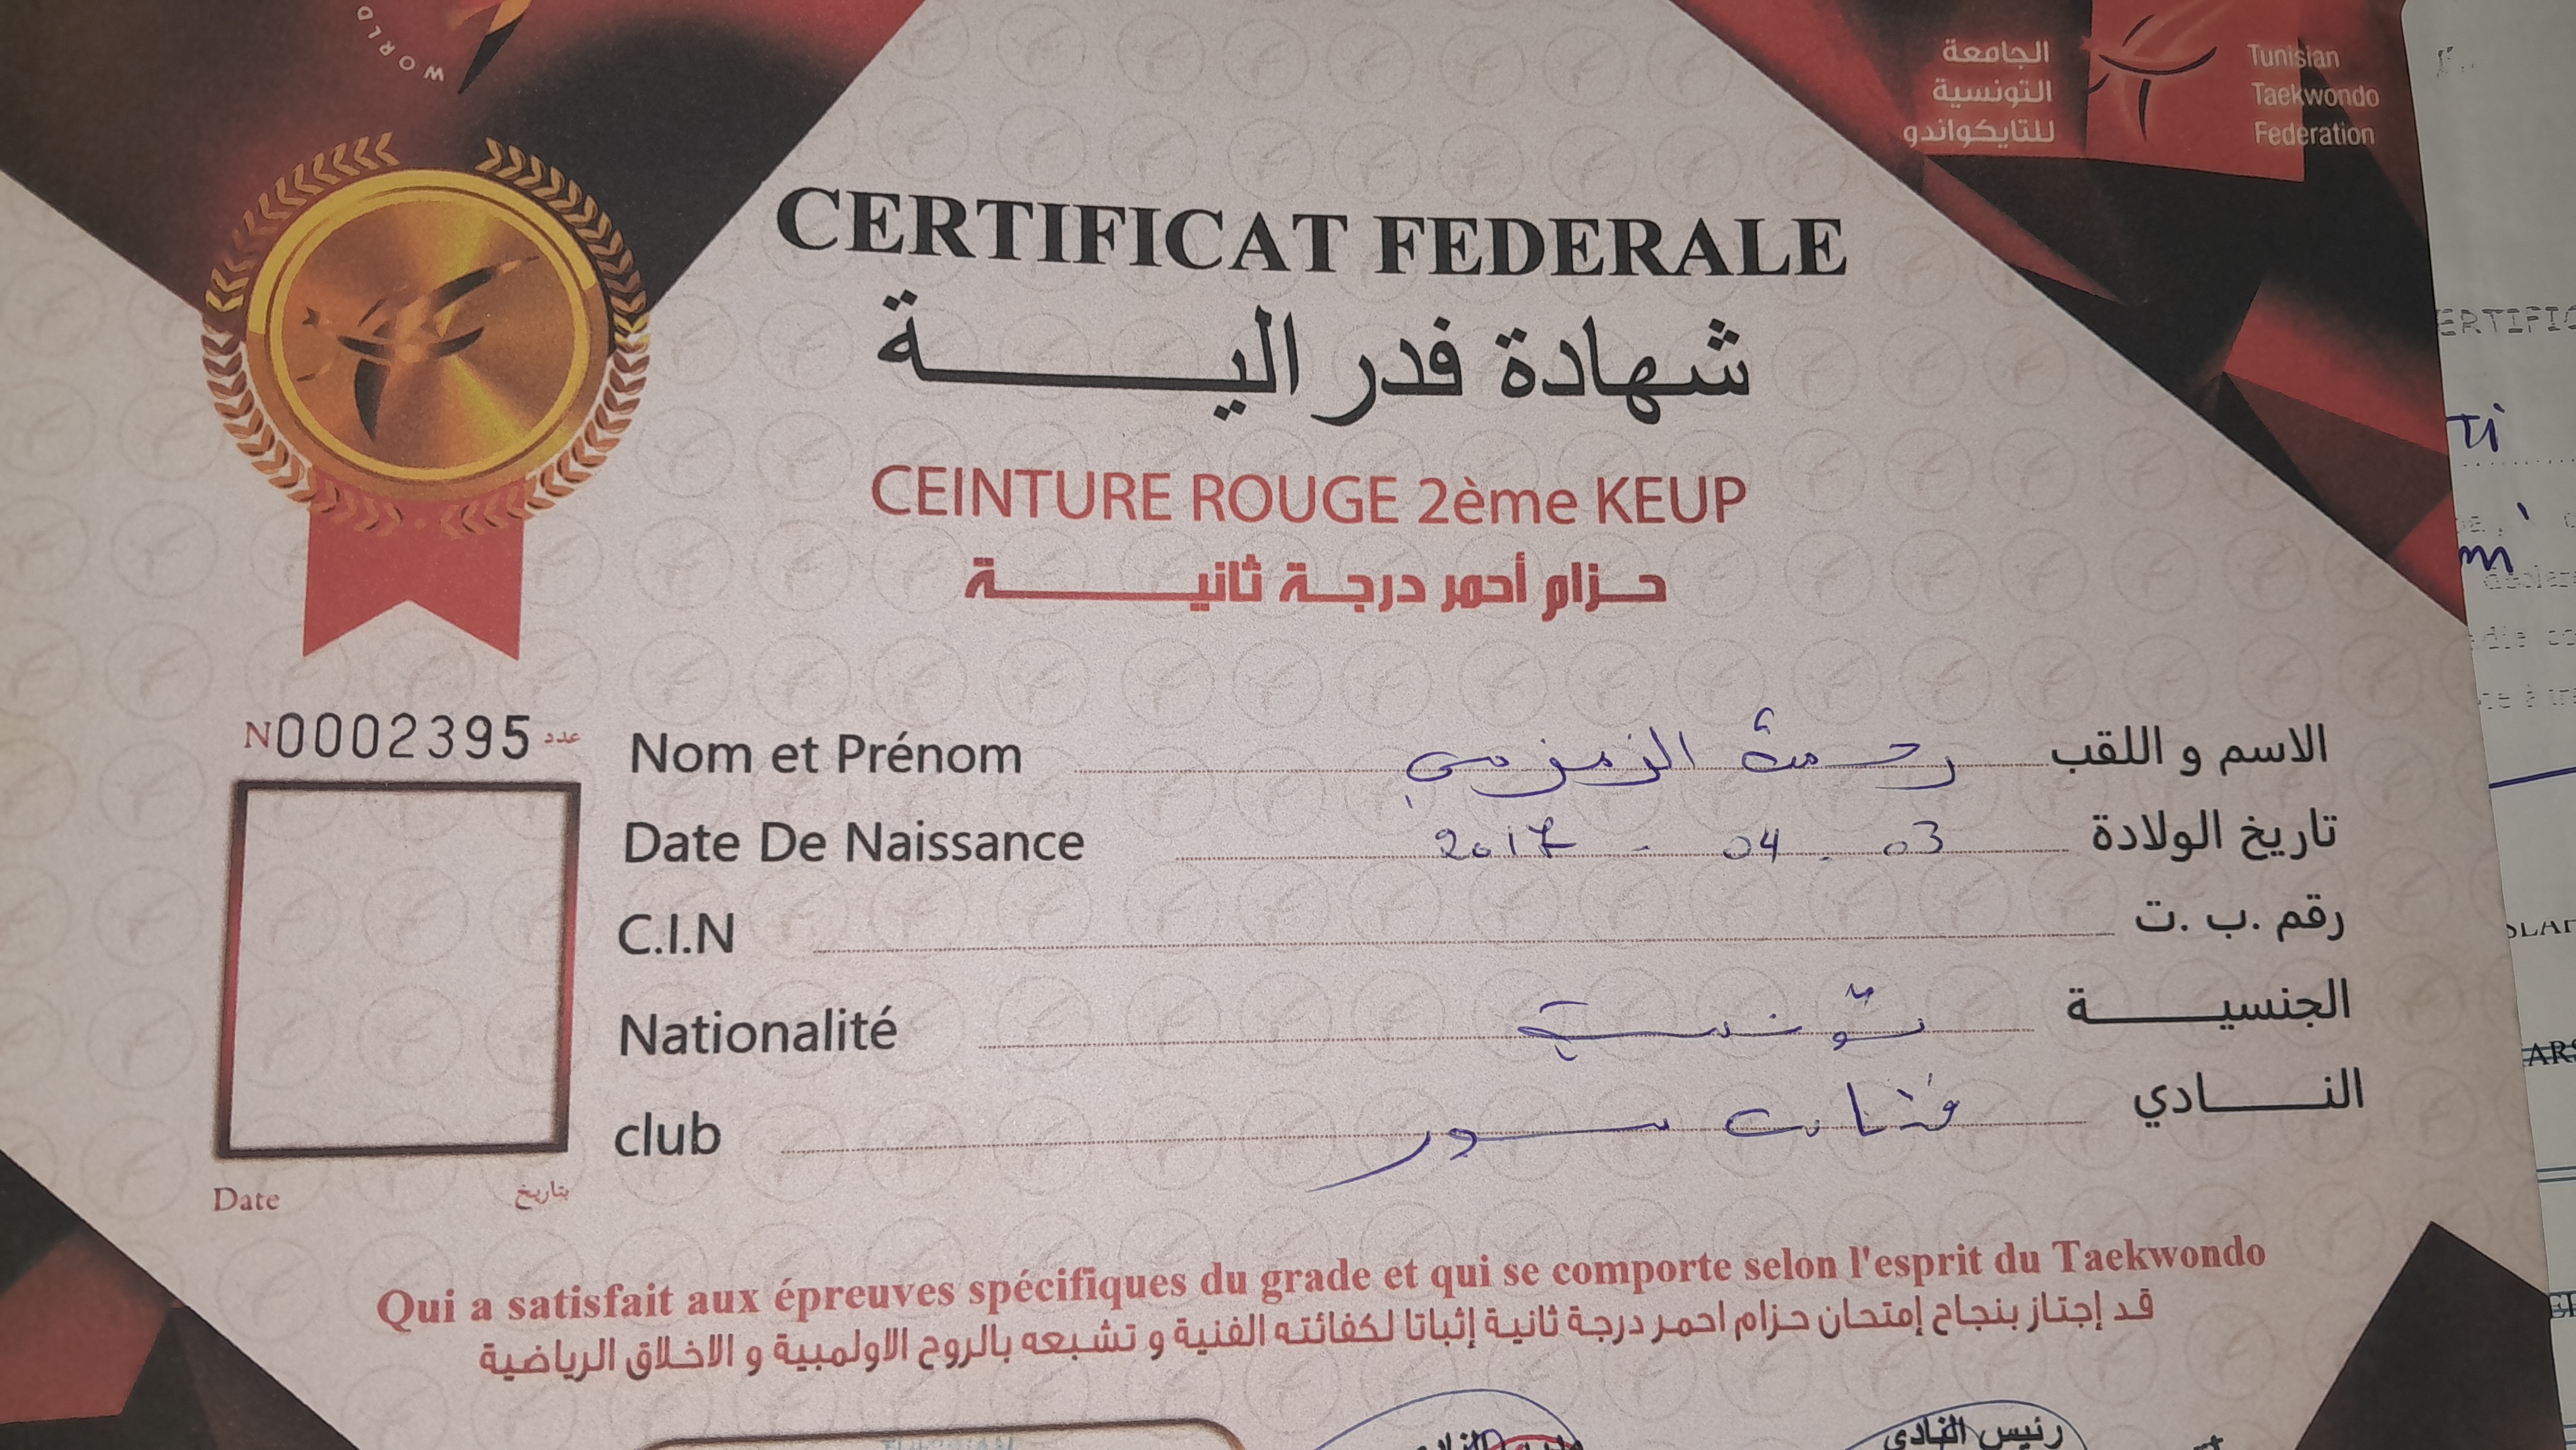 WORLD
الجامعة
التونسية
للتايكواندو
Tunisian
Taekwondo
Federation
CERTIFICAT FEDERALE
شهادة فدرالية
CEINTURE ROUGE 2ème KEUP
حزام أحمر درجة ثانية
N0002395 عدد
Nom et Prénom رحمة الزمزمي الاسم و اللقب
Date De Naissance 2017 - 04 - 03 تاريخ الولادة
C.I.N رقم ب.ت.
Nationalité تونسية الجنسية
club سور النادي
Date بتاريخ
Qui a satisfait aux épreuves spécifiques du grade et qui se comporte selon l'esprit du Taekwondo
قد إجتاز بنجاح إمتحان حزام احمر درجة ثانية إثباتا لكفائته الفنية و تشبعه بالروح الاولمبية و الاخلاق الرياضية
رئيس النادي
ERTIFIC
Ti